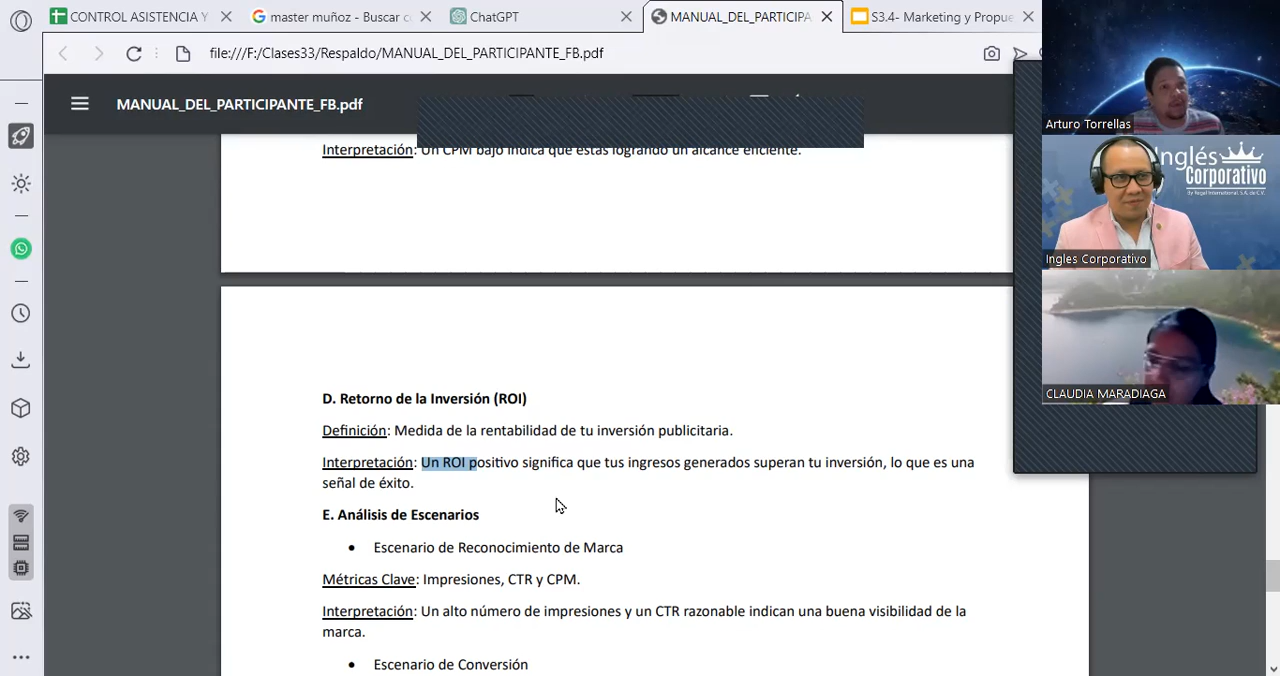 CONTROL ASISTENCIA Y
master muñoz - Buscar c
ChatGPT
MANUAL_DEL_PARTICIPA
S3.4- Marketing y Propue
file:///F:/Clases33/Respaldo/MANUAL_DEL_PARTICIPANTE_FB.pdf
MANUAL_DEL_PARTICIPANTE_FB.pdf
Interpretación: Un CPM bajo indica que estás logrando un alcance eficiente.
D. Retorno de la Inversión (ROI)
Definición: Medida de la rentabilidad de tu inversión publicitaria.
Interpretación: Un ROI positivo significa que tus ingresos generados superan tu inversión, lo que es una
señal de éxito.
E. Análisis de Escenarios
• Escenario de Reconocimiento de Marca
Métricas Clave: Impresiones, CTR y CPM.
Interpretación: Un alto número de impresiones y un CTR razonable indican una buena visibilidad de la
marca.
• Escenario de Conversión
Arturo Torrellas
Inglés
Corporativo
By Regal International, S.A. de C.V.
Ingles Corporativo
CLAUDIA MARADIAGA